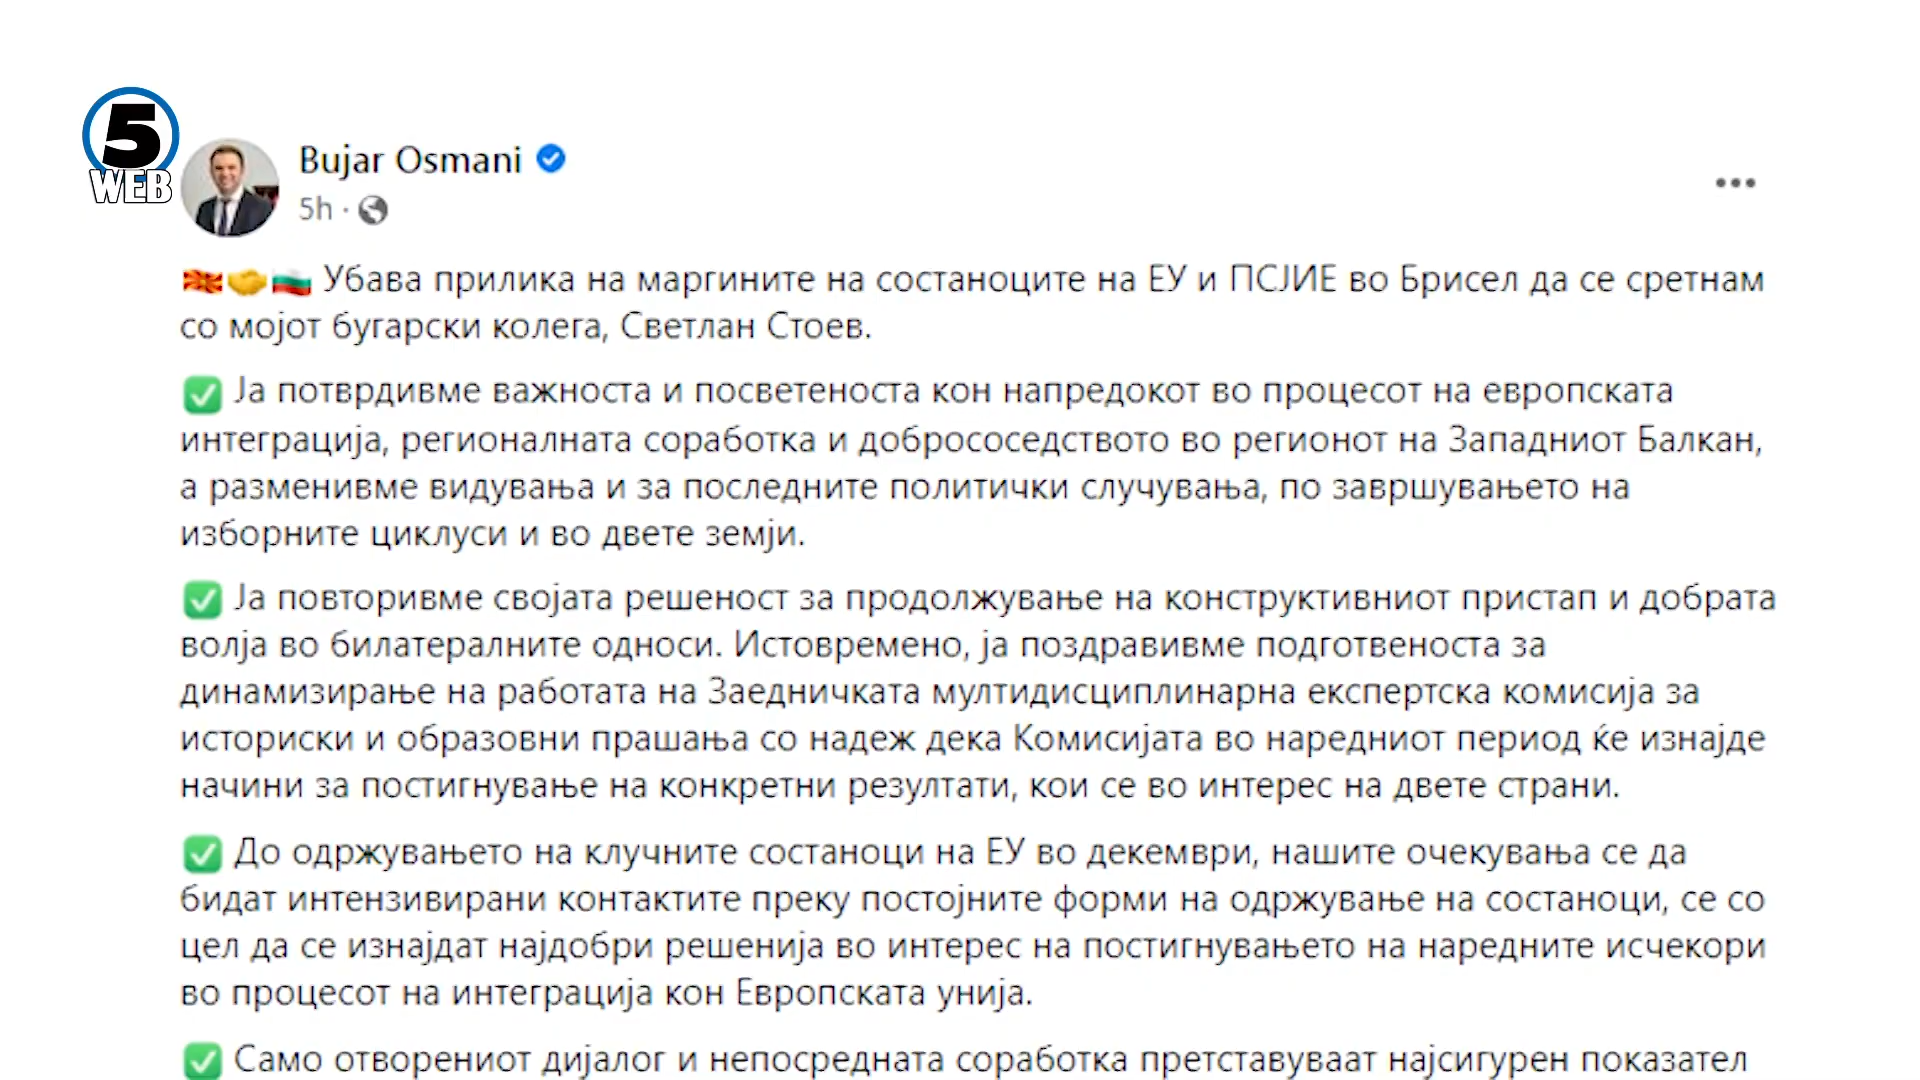 5
WEB
Bujar Osmani
5h ·
Убава прилика на маргините на состаноците на ЕУ и ПСЈИЕ во Брисел да се сретнам
со мојот бугарски колега, Светлан Стоев.
Ја потврдивме важноста и посветеноста кон напредокот во процесот на европската
интеграција, регионалната соработка и добрососедството во регионот на Западниот Балкан,
а разменивме видувања и за последните политички случувања, по завршувањето на
изборните циклуси и во двете земји.
Ја повторивме својата решеност за продолжување на конструктивниот пристап и добрата
волја во билатералните односи. Истовремено, ја поздравивме подготвеноста за
динамизирање на работата на Заедничката мултидисциплинарна експертска комисија за
историски и образовни прашања со надеж дека Комисијата во наредниот период ќе изнајде
начини за постигнување на конкретни резултати, кои се во интерес на двете страни.
До одржувањето на клучните состаноци на ЕУ во декември, нашите очекувања се да
бидат интензивирани контактите преку постојните форми на одржување на состаноци, се со
цел да се изнајдат најдобри решенија во интерес на постигнувањето на наредните исчекори
во процесот на интеграција кон Европската унија.
Само отворениот дијалог и непосредната соработка претставуваат најсигурен показател